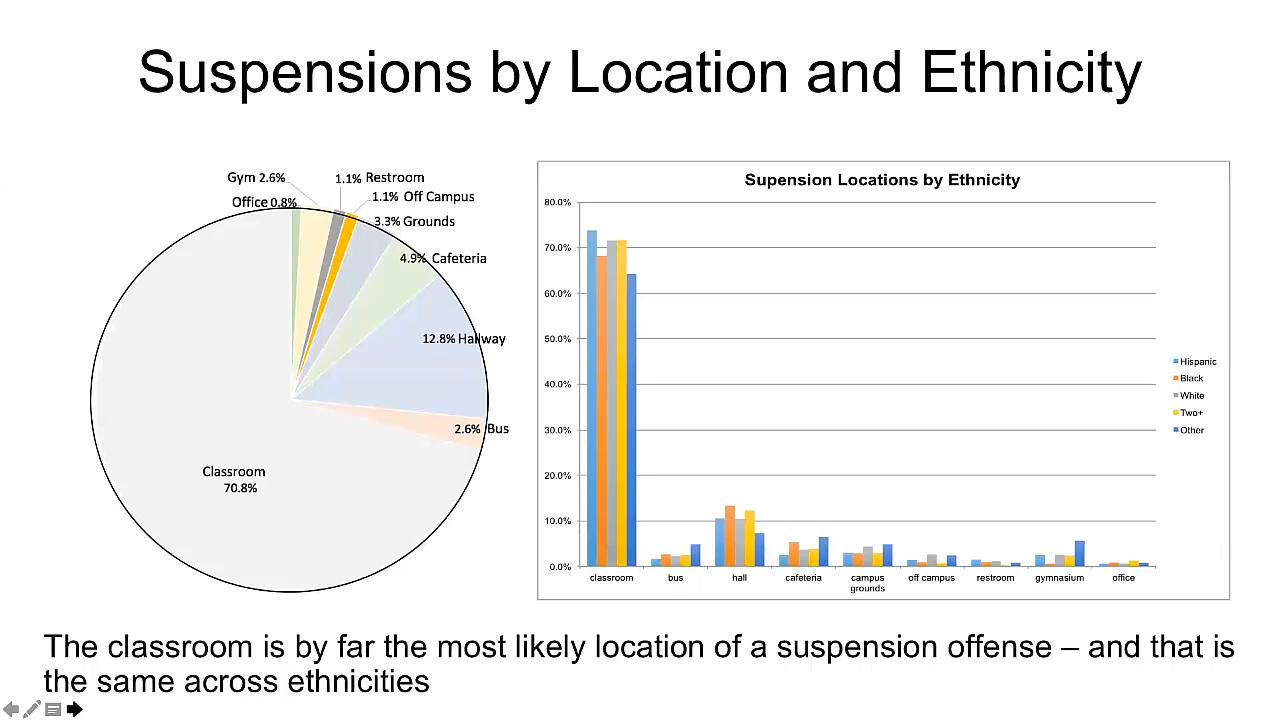 Suspensions by Location and Ethnicity
Gym 2.6%
1.1% Restroom
Office 0.8%
1.1% Off Campus
3.3% Grounds
4.9% Cafeteria
12.8% Hallway
2.6% Bus
Classroom
70.8%
Supension Locations by Ethnicity
80.0%
70.0%
60.0%
50.0%
40.0%
30.0%
20.0%
10.0%
0.0%
classroom
bus
hall
cafeteria
campus
grounds
off campus
restroom
gymnasium
office
Hispanic
Black
White
Two+
Other
The classroom is by far the most likely location of a suspension offense – and that is
the same across ethnicities